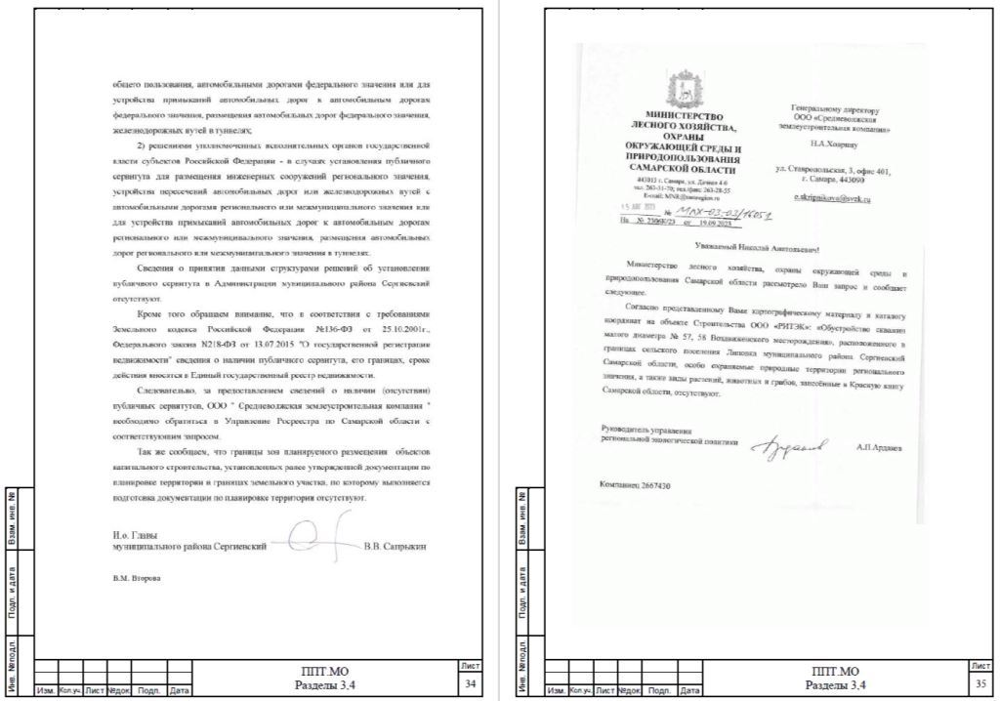 общего пользования, автомобильными дорогами федерального значения или для
устройства примыканий автомобильных дорог к автомобильным дорогам
федерального значения, размещения автомобильных дорог федерального значения,
железнодорожных путей в туннелях;
2) решениями уполномоченных исполнительных органов государственной
власти субъектов Российской Федерации - в случаях установления публичного
сервитута для размещения инженерных сооружений регионального значения,
устройства пересечений автомобильных дорог или железнодорожных путей с
автомобильными дорогами регионального или межмуниципального значения или
для устройства примыканий автомобильных дорог к автомобильным дорогам
регионального или межмуниципального значения, размещения автомобильных
дорог регионального или межмуниципального значения в туннелях.
Сведения о принятии данными структурами решений об установлении
публичного сервитута в Администрации муниципального района Сергиевский
отсутствуют.
Кроме того обращаем внимание, что в соответствии с требованиями
Земельного кодекса Российской Федерации №136-ФЗ от 25.10.2001г.,
Федерального закона N218-ФЗ от 13.07.2015 "О государственной регистрации
недвижимости" сведения о наличии публичного сервитута, его границах, сроке
действия вносятся в Единый государственный реестр недвижимости.
Следовательно, за предоставлением сведений о наличии (отсутствии)
публичных сервитутов, ООО " Средневоджская землеустроительная компания "
необходимо обратиться в Управление Росреестра по Самарской области с
соответствующим запросом.
Так же сообщаем, что границы зон планируемого размещения объектов
капитального строительства, установленных ранее утвержденной документации по
планировке территории в границах земельного участка, по которому выполняется
подготовка документации по планировке территории отсутствуют.
И.о. Главы
муниципального района Сергиевский В.В. Сапрыкин
В.М. Второва
Взам. инв. №
Подп. и дата
Инв. №подл.
Изм. Кол.уч. Лист №док. Подп. Дата
ППТ.МО
Разделы 3,4
Лист
34
МИНИСТЕРСТВО
ЛЕСНОГО ХОЗЯЙСТВА,
ОХРАНЫ
ОКРУЖАЮЩЕЙ СРЕДЫ И
ПРИРОДОПОЛЬЗОВАНИЯ
САМАРСКОЙ ОБЛАСТИ
443013 г. Самара, ул. Дачная 4-б
тел. 263-31-70; тел./факс 263-28-55
E-mail: MNR@samregion.ru
№ МЛХ-03-03/16051
На № 2306К/23 от 19.09.2023
Генеральному директору
ООО «Средневолжская
землеустроительная компания»
Н.А.Ховрину
ул. Ставропольская, 3, офис 401,
г. Самара, 443090
e.skripnikova@svzk.ru
Уважаемый Николай Анатольевич!
Министерство лесного хозяйства, охраны окружающей среды и
природопользования Самарской области рассмотрело Ваш запрос и сообщает
следующее.
Согласно представленному Вами картографическому материалу и каталогу
координат на объекте Строительства ООО «РИТЭК»: «Обустройство скважин
малого диаметра № 57, 58 Воздвиженского месторождения», расположенного в
границах сельского поселения Липовка муниципального района Сергиевский
Самарской области, особо охраняемые природные территории регионального
значения, а также виды растений, животных и грибов, занесённые в Красную книгу
Самарской области, отсутствуют.
Руководитель управления
региональной экологической политики А.П.Ардаков
Компанеец 2667430
Взам. инв. №
Подп. и дата
Инв. №подл.
Изм. Кол.уч. Лист №док. Подп. Дата
ППТ.МО
Разделы 3,4
Лист
35